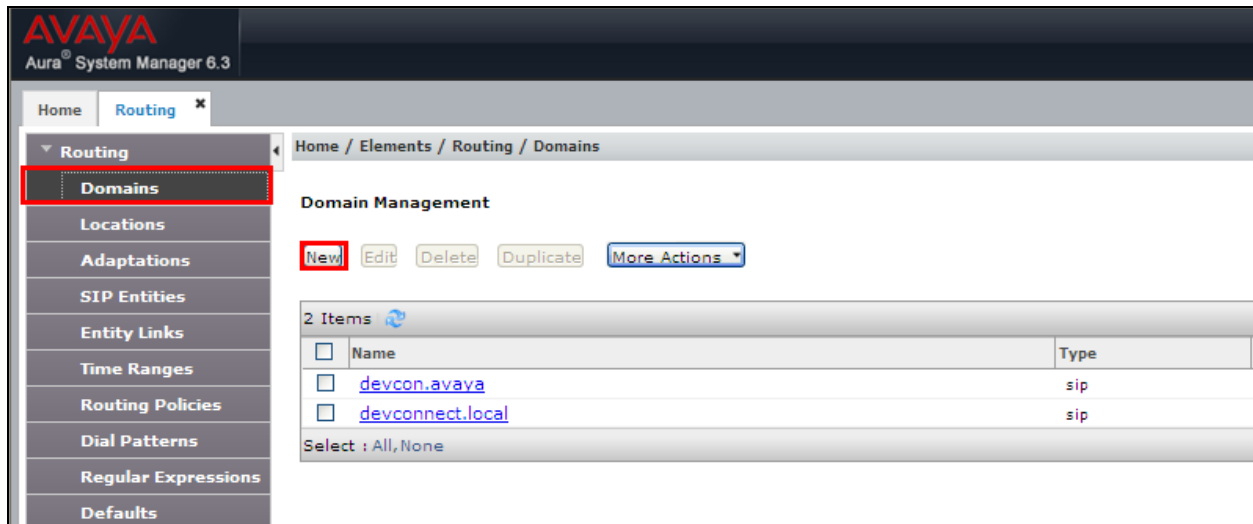 AVAYA
Aura® System Manager 6.3
Home
Routing ×
Routing
Domains
Locations
Adaptations
SIP Entities
Entity Links
Time Ranges
Routing Policies
Dial Patterns
Regular Expressions
Defaults
Home / Elements / Routing / Domains
Domain Management
New Edit Delete Duplicate More Actions
2 Items
Name Type
devcon.avaya sip
devconnect.local sip
Select : All, None